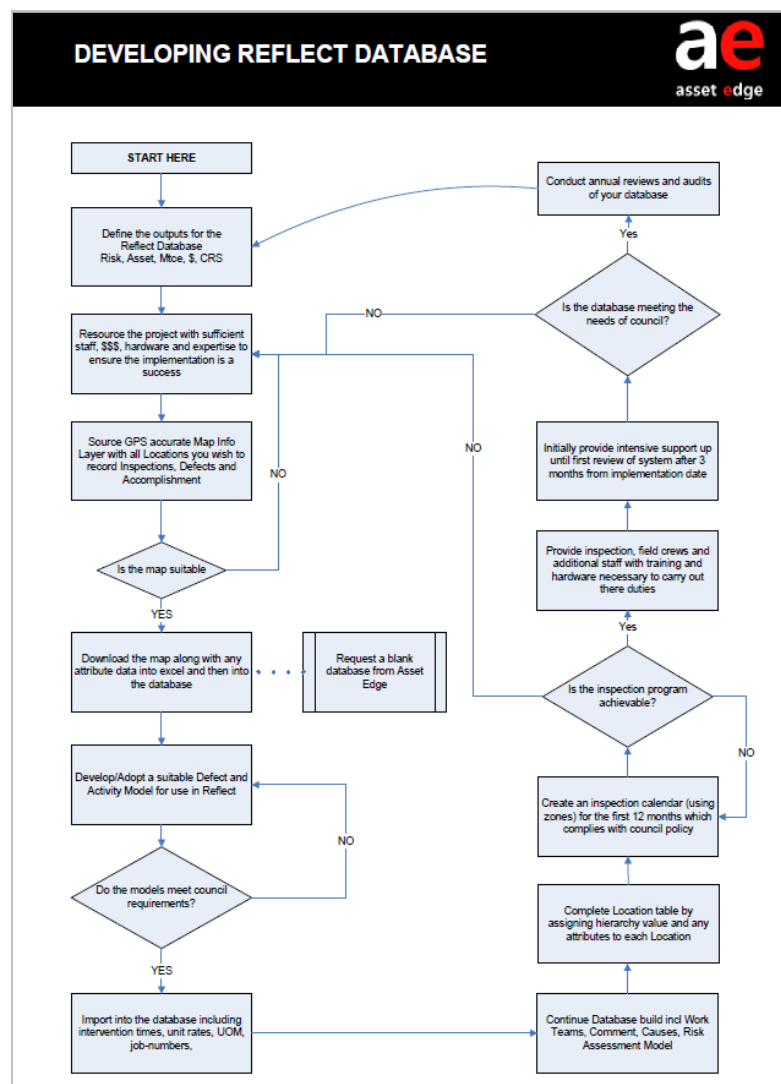 DEVELOPING REFLECT DATABASE
ae
asset edge
START HERE
Define the outputs for the
Reflect Database
Risk, Asset, Mtce, $, CRS
Resource the project with sufficient
staff, $$$, hardware and expertise to
ensure the implementation is a
success
Source GPS accurate Map Info
Layer with all Locations you wish to
record Inspections, Defects and
Accomplishment
NO
Is the map suitable
YES
Download the map along with any
attribute data into excel and then into
the database
Request a blank
database from Asset
Edge
Develop/Adopt a suitable Defect and
Activity Model for use in Reflect
NO
Do the models meet council
requirements?
YES
Import into the database including
intervention times, unit rates, UOM,
job-numbers,
Continue Database build incl Work
Teams, Comment, Causes, Risk
Assessment Model
Complete Location table by
assigning hierarchy value and any
attributes to each Location
Create an inspection calendar (using
zones) for the first 12 months which
complies with council policy
NO
Is the inspection program
achievable?
NO
Yes
Provide inspection, field crews and
additional staff with training and
hardware necessary to carry out
there duties
Initially provide intensive support up
until first review of system after 3
months from implementation date
Is the database meeting the
needs of council?
NO
Yes
Conduct annual reviews and audits
of your database